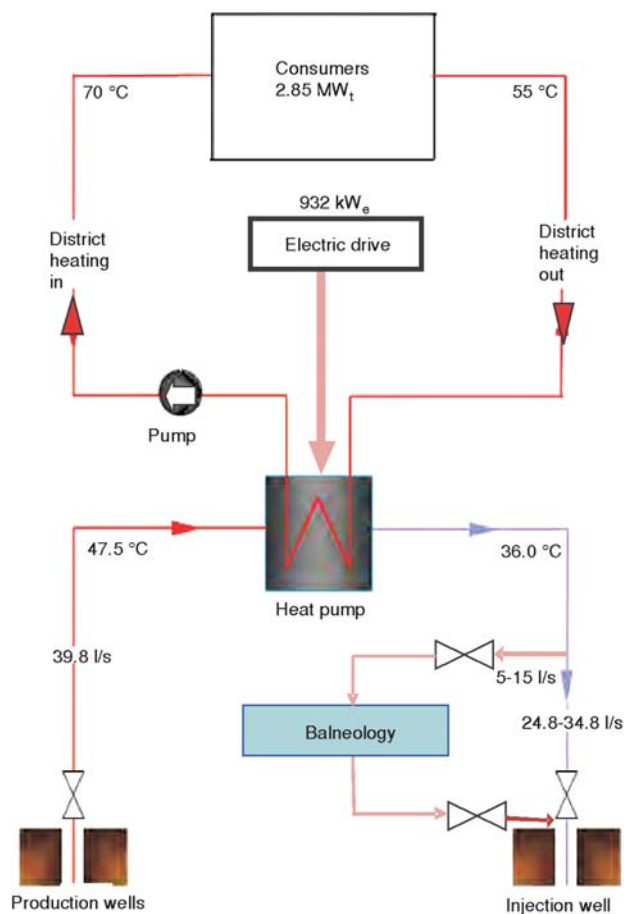 Consumers
2.85 MWt
70 °C
55 °C
932 kWe
Electric drive
District
heating
in
District
heating
out
Pump
47.5 °C
36.0 °C
Heat pump
39.8 l/s
5-15 l/s
Balneology
24.8-34.8 l/s
Production wells
Injection well